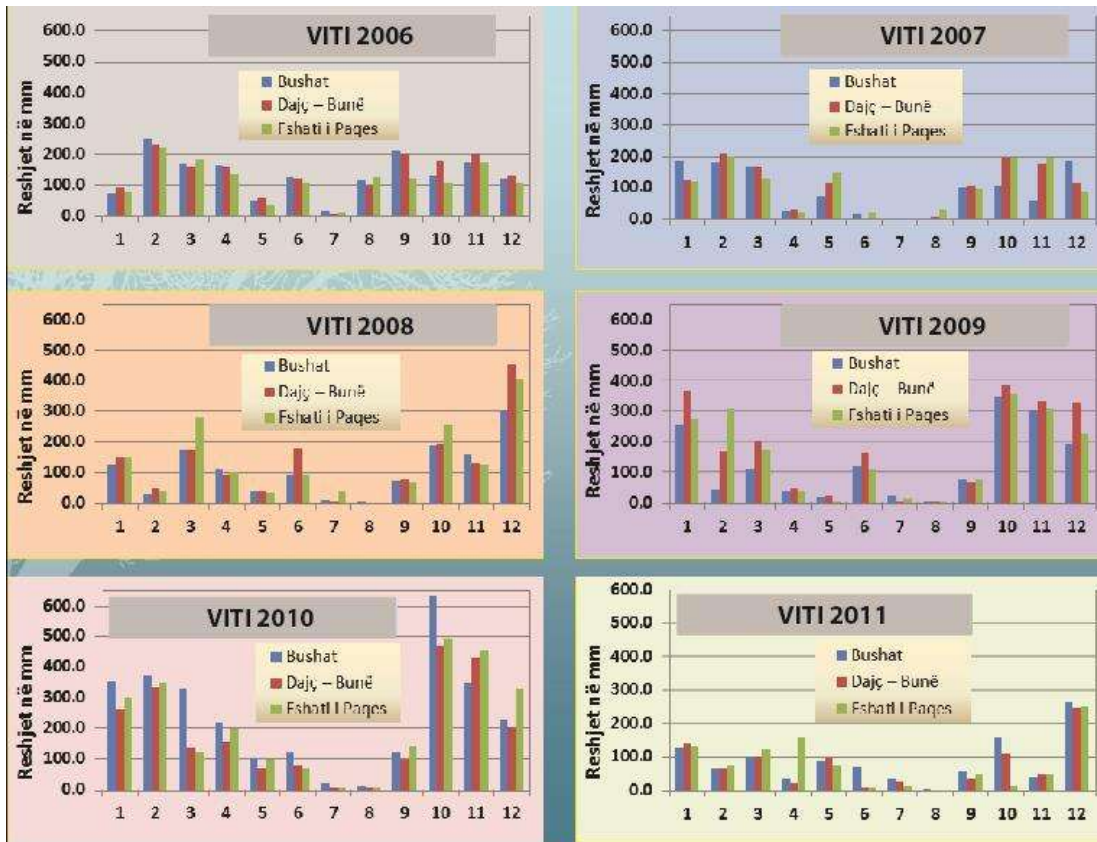 VITI 2006
Reshjet në mm
600.0
500.0
400.0
300.0
200.0
100.0
0.0
Bushat
Dajç – Bunë
Fshati i Paqes
1 2 3 4 5 6 7 8 9 10 11 12
VITI 2007
Reshjet në mm
600.0
500.0
400.0
300.0
200.0
100.0
0.0
Bushat
Dajç – Bunë
Fshati i Paqes
1 2 3 4 5 6 7 8 9 10 11 12
VITI 2008
Reshjet në mm
600.0
500.0
400.0
300.0
200.0
100.0
0.0
Bushat
Dajç – Bunë
Fshati i Paqes
1 2 3 4 5 6 7 8 9 10 11 12
VITI 2009
Reshjet në mm
600.0
500.0
400.0
300.0
200.0
100.0
0.0
Bushat
Dajç – Bunë
Fshati i Paqes
1 2 3 4 5 6 7 8 9 10 11 12
VITI 2010
Reshjet në mm
600.0
500.0
400.0
300.0
200.0
100.0
0.0
Bushat
Dajç – Bunë
Fshati i Paqes
1 2 3 4 5 6 7 8 9 10 11 12
VITI 2011
Reshjet në mm
600.0
500.0
400.0
300.0
200.0
100.0
0.0
Bushat
Dajç – Bunë
Fshati i Paqes
1 2 3 4 5 6 7 8 9 10 11 12